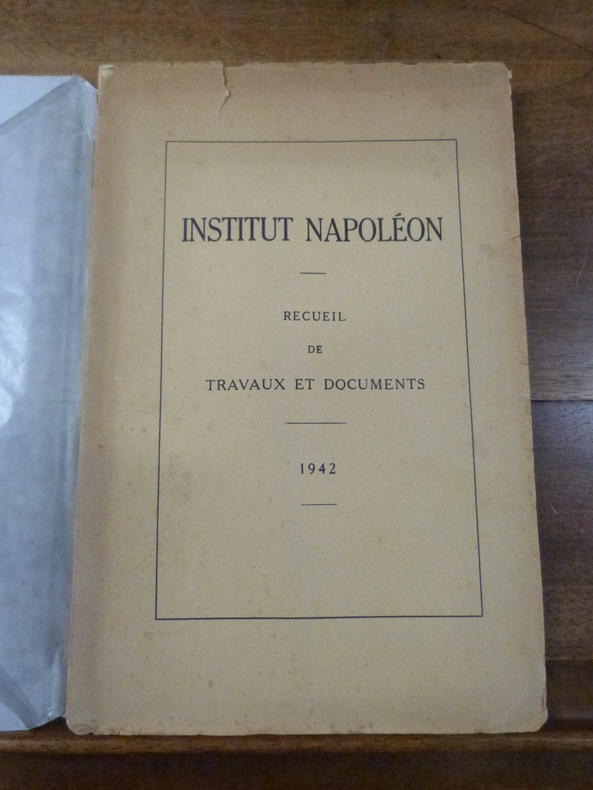 INSTITUT NAPOLÉON
RECUEIL
DE
TRAVAUX ET DOCUMENTS
1942